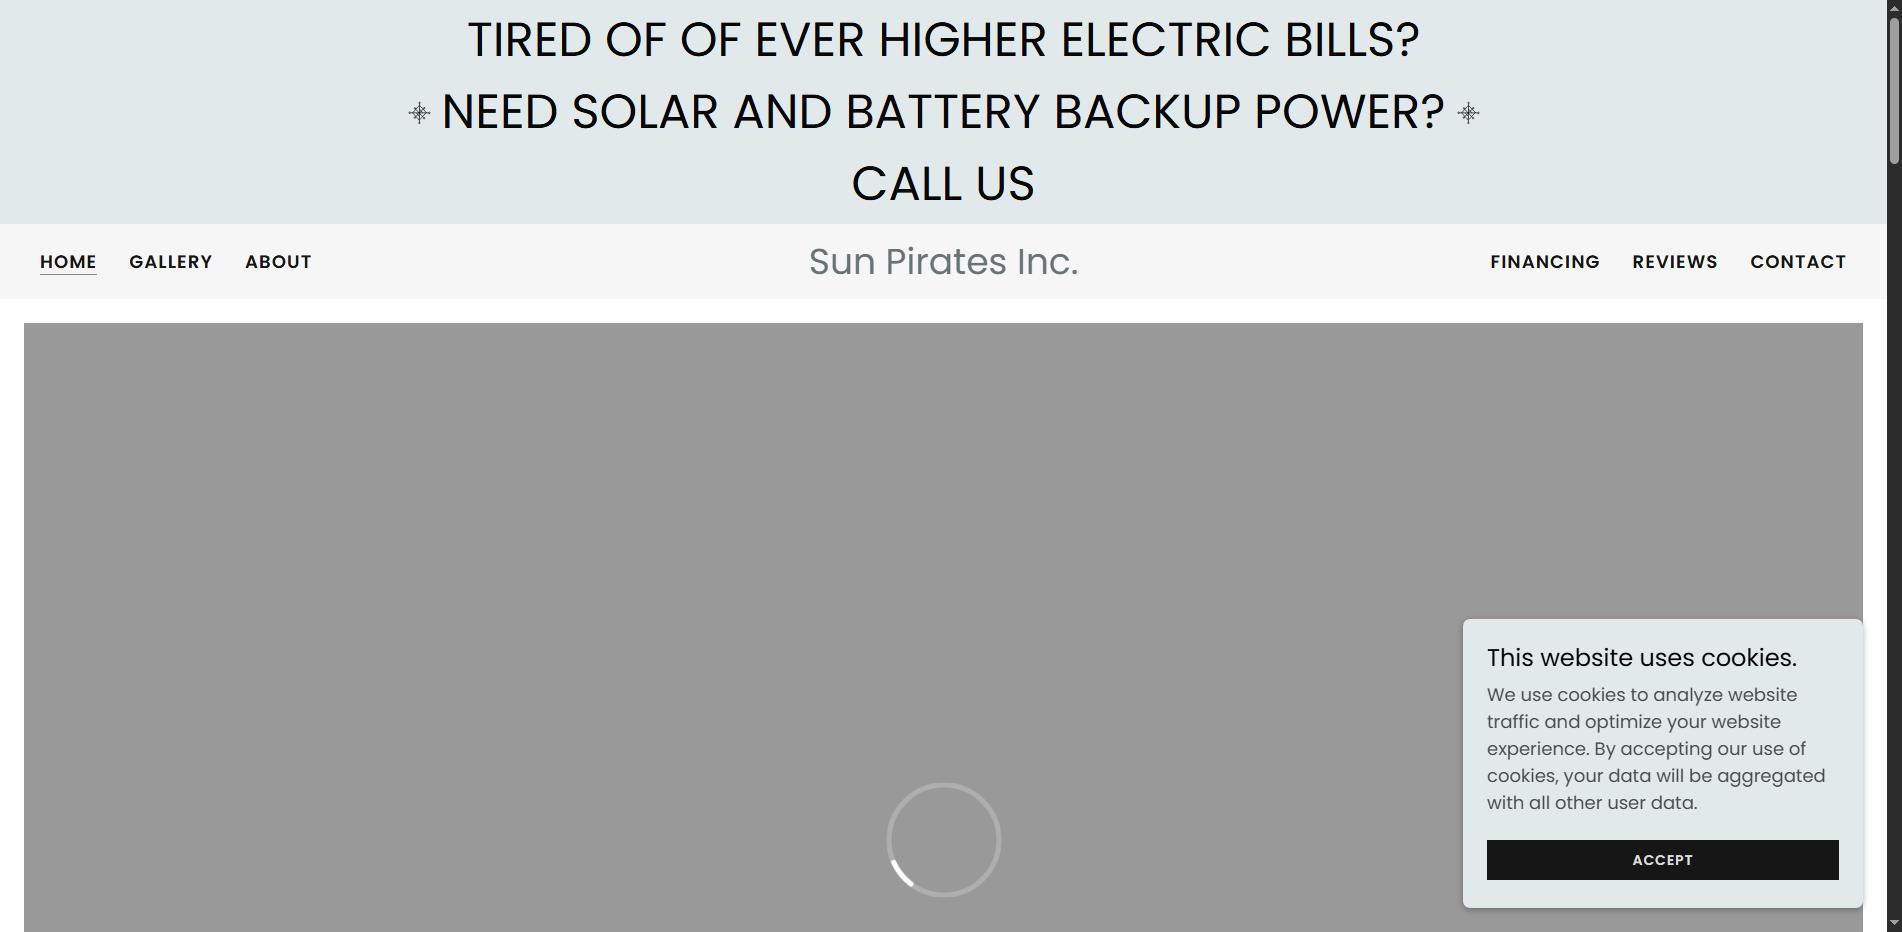 TIRED OF OF EVER HIGHER ELECTRIC BILLS?
NEED SOLAR AND BATTERY BACKUP POWER?
CALL US
HOME GALLERY ABOUT Sun Pirates Inc. FINANCING REVIEWS CONTACT
This website uses cookies.
We use cookies to analyze website
traffic and optimize your website
experience. By accepting our use of
cookies, your data will be aggregated
with all other user data.
ACCEPT